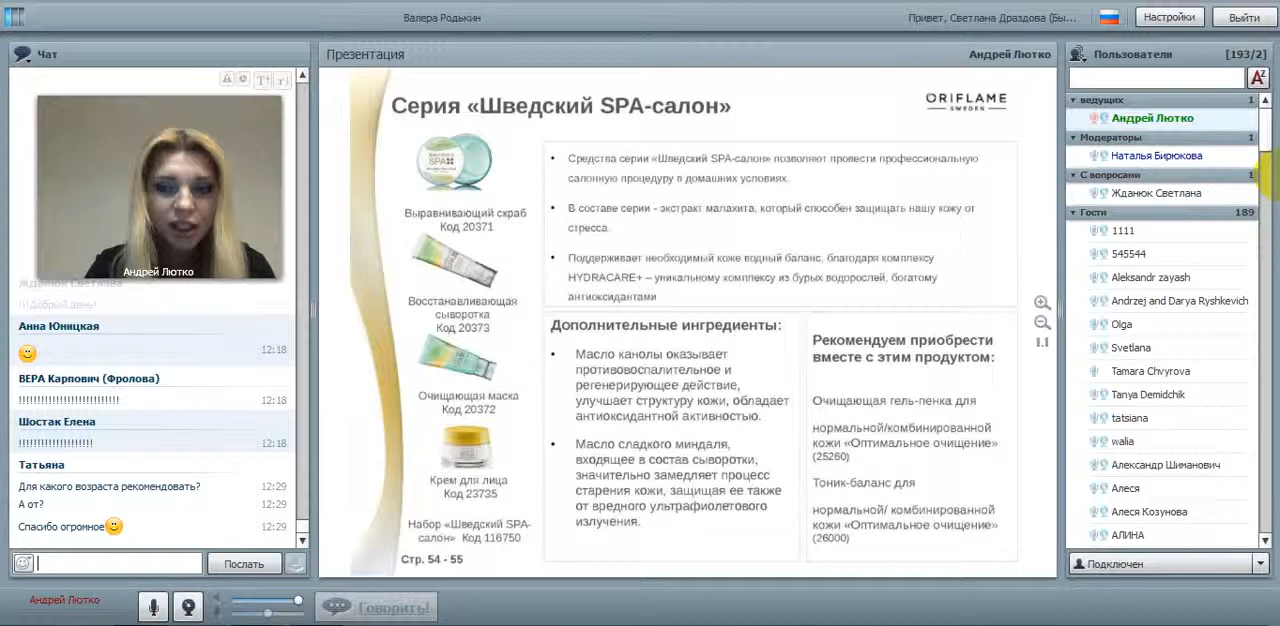 Валера Родькин
Привет, Светлана Драздова (Бы...
Настройки
Выйти
Чат
Андрей Лютко
Жданюк Светлана
!!!Добрый день!
Анна Юницкая
12:18
ВЕРА Карпович (Фролова)
!!!!!!!!!!!!!!!!!!!!!!!!!!! 12:18
Шостак Елена
!!!!!!!!!!!!!!!!!!!! 12:18
Татьяна
Для какого возраста рекомендовать? 12:29
А от? 12:29
Спасибо огромное 12:29
Послать
Презентация
Андрей Лютко
Серия «Шведский SPA-салон»
ORIFLAME
SWEDEN
Выравнивающий скраб
Код 20371
Восстанавливающая
сыворотка
Код 20373
Очищающая маска
Код 20372
Крем для лица
Код 23735
Набор «Шведский SPA-
салон» Код 116750
Стр. 54 - 55
• Средства серии «Шведский SPA-салон» позволяют провести профессиональную
салонную процедуру в домашних условиях.
• В составе серии - экстракт малахита, который способен защищать нашу кожу от
стресса.
• Поддерживает необходимый коже водный баланс, благодаря комплексу
HYDRACARE+ – уникальному комплексу из бурых водорослей, богатому
антиоксидантами
Дополнительные ингредиенты:
• Масло канолы оказывает
противовоспалительное и
регенерирующее действие,
улучшает структуру кожи, обладает
антиоксидантной активностью.
• Масло сладкого миндаля,
входящее в состав сыворотки,
значительно замедляет процесс
старения кожи, защищая ее также
от вредного ультрафиолетового
излучения.
Рекомендуем приобрести
вместе с этим продуктом:
Очищающая гель-пенка для
нормальной/комбинированной
кожи «Оптимальное очищение»
(25260)
Тоник-баланс для
нормальной/ комбинированной
кожи «Оптимальное очищение»
(26000)
1.1
Пользователи [193/2]
ведущих 1
Андрей Лютко
Модераторы 1
Наталья Бирюкова
С вопросами 1
Жданюк Светлана
Гости 189
1111
545544
Aleksandr zayash
Andrzej and Darya Ryshkevich
Olga
Svetlana
Tamara Chvyrova
Tanya Demidchik
tatsiana
walia
Александр Шиманович
Алеся
Алеса Козунова
АЛИНА
Подключен
Андрей Лютко
Говорить!